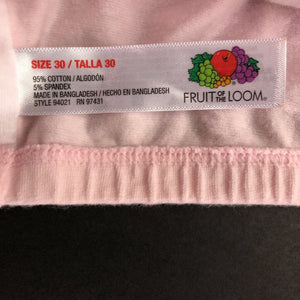 SIZE 30 / TALLA 30
95% COTTON / ALGODÓN
5% SPANDEX
MADE IN BANGLADESH / HECHO EN BANGLADESH
STYLE 94021 RN 97431
FRUIT OF THE LOOM